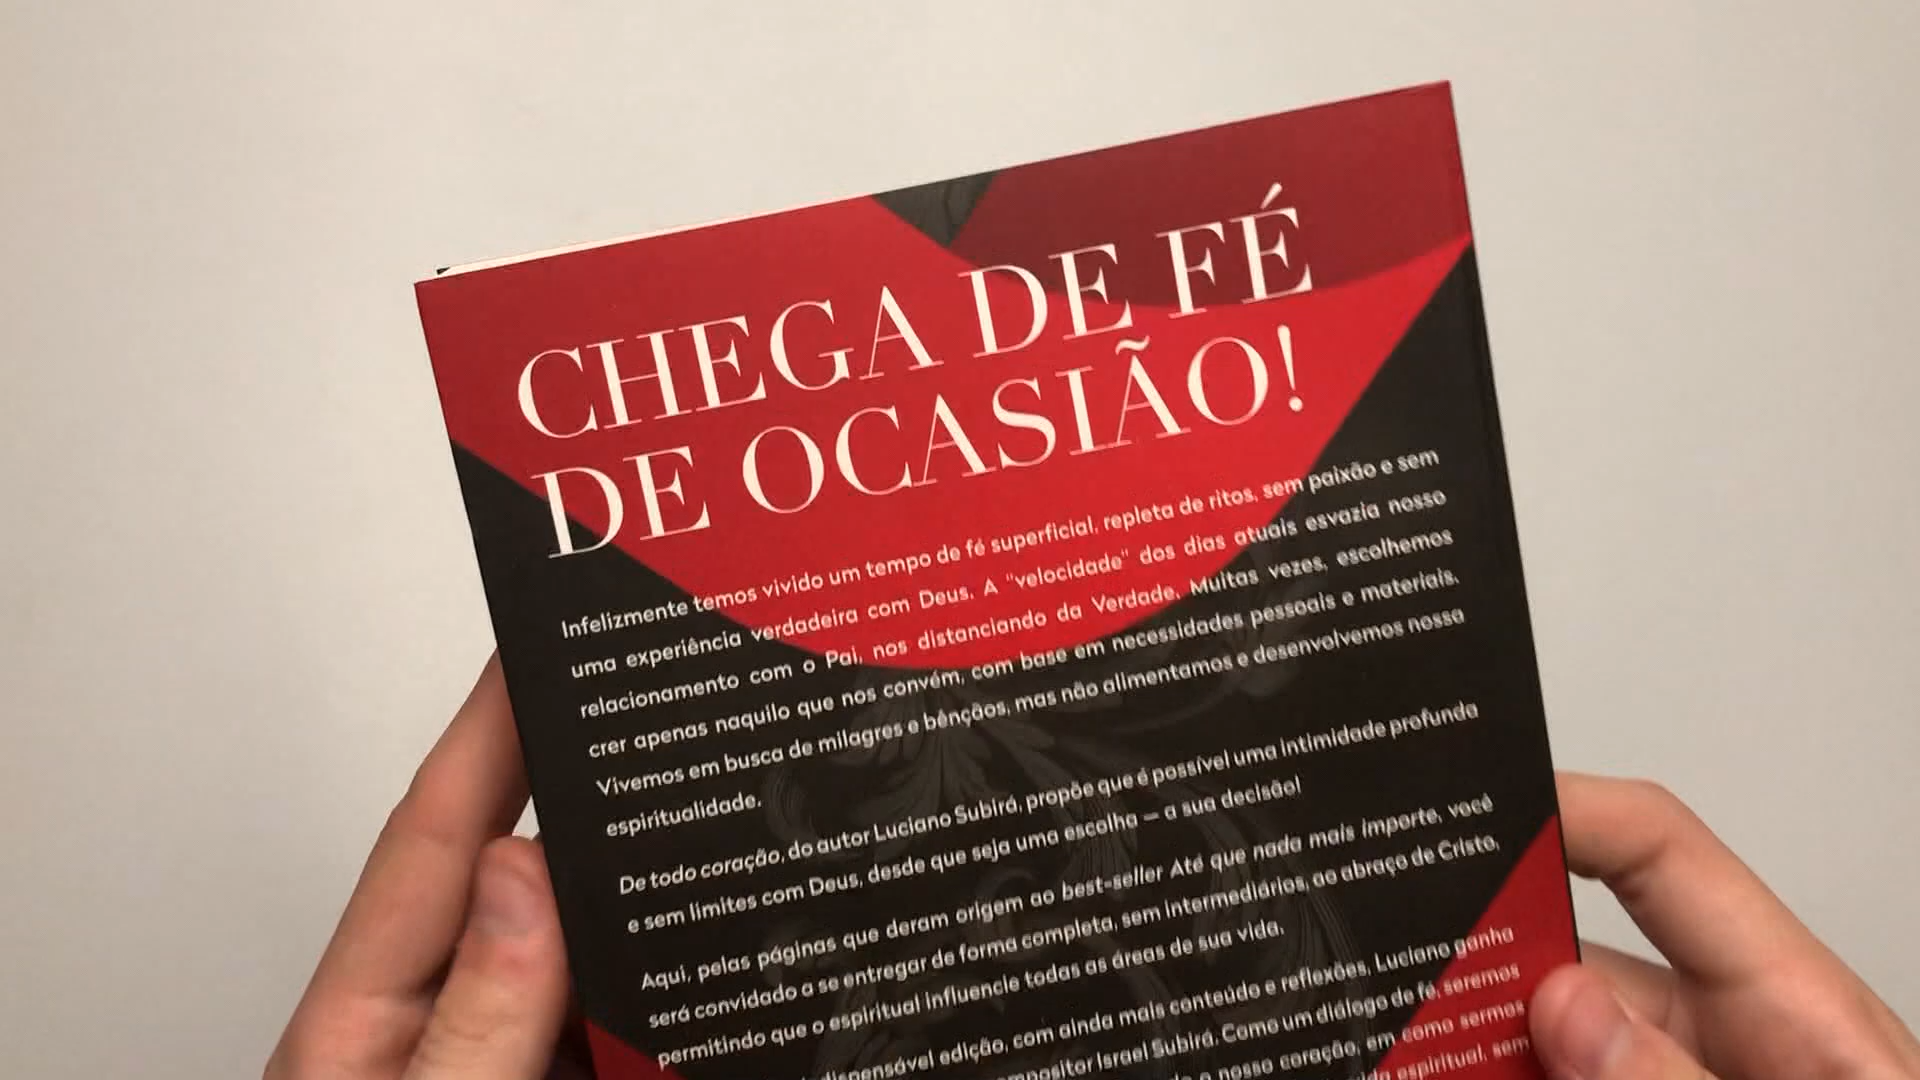 CHEGA DE FÉ
DE OCASIÃO!
Infelizmente temos vivido um tempo de fé superficial, repleta de ritos, sem paixão e sem
uma experiência verdadeira com Deus. A "velocidade" dos dias atuais esvazia nosso
relacionamento com o Pai, nos distanciando da Verdade. Muitas vezes, escolhemos
crer apenas naquilo que nos convém, com base em necessidades pessoais e materiais.
Vivemos em busca de milagres e bênçãos, mas não alimentamos e desenvolvemos nossa
espiritualidade.
De todo coração, do autor Luciano Subirá, propõe que é possível uma intimidade profunda
e sem limites com Deus, desde que seja uma escolha — a sua decisão!
Aqui, pelas páginas que deram origem ao best-seller Até que nada mais importe, você
será convidado a se entregar de forma completa, sem intermediários, ao abraço de Cristo,
permitindo que o espiritual influencie todas as áreas de sua vida.
edição, com ainda mais conteúdo e reflexões, Luciano ganha
Israel Subirá. Como um diálogo de fé, seremos
nosso coração, em como sermos
espiritual, sem